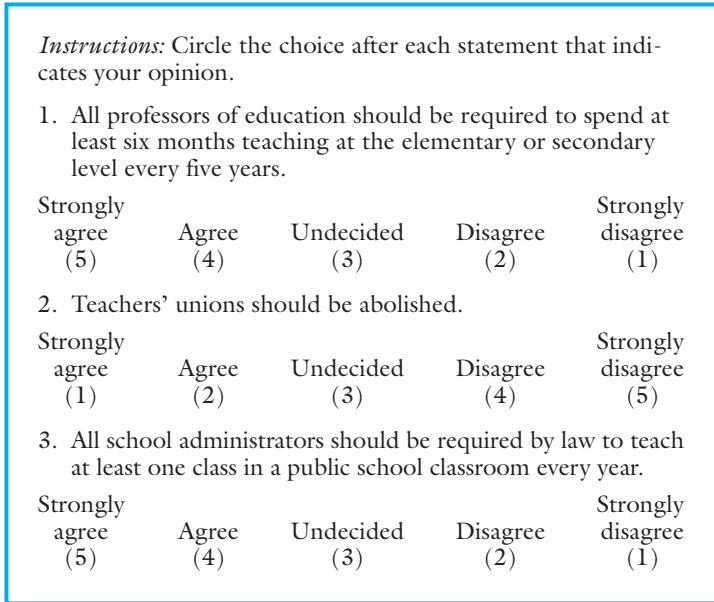 Instructions: Circle the choice after each statement that indi-
cates your opinion.
1. All professors of education should be required to spend at
least six months teaching at the elementary or secondary
level every five years.
Strongly Strongly
agree Agree Undecided Disagree disagree
(5) (4) (3) (2) (1)
2. Teachers’ unions should be abolished.
Strongly Strongly
agree Agree Undecided Disagree disagree
(1) (2) (3) (4) (5)
3. All school administrators should be required by law to teach
at least one class in a public school classroom every year.
Strongly Strongly
agree Agree Undecided Disagree disagree
(5) (4) (3) (2) (1)